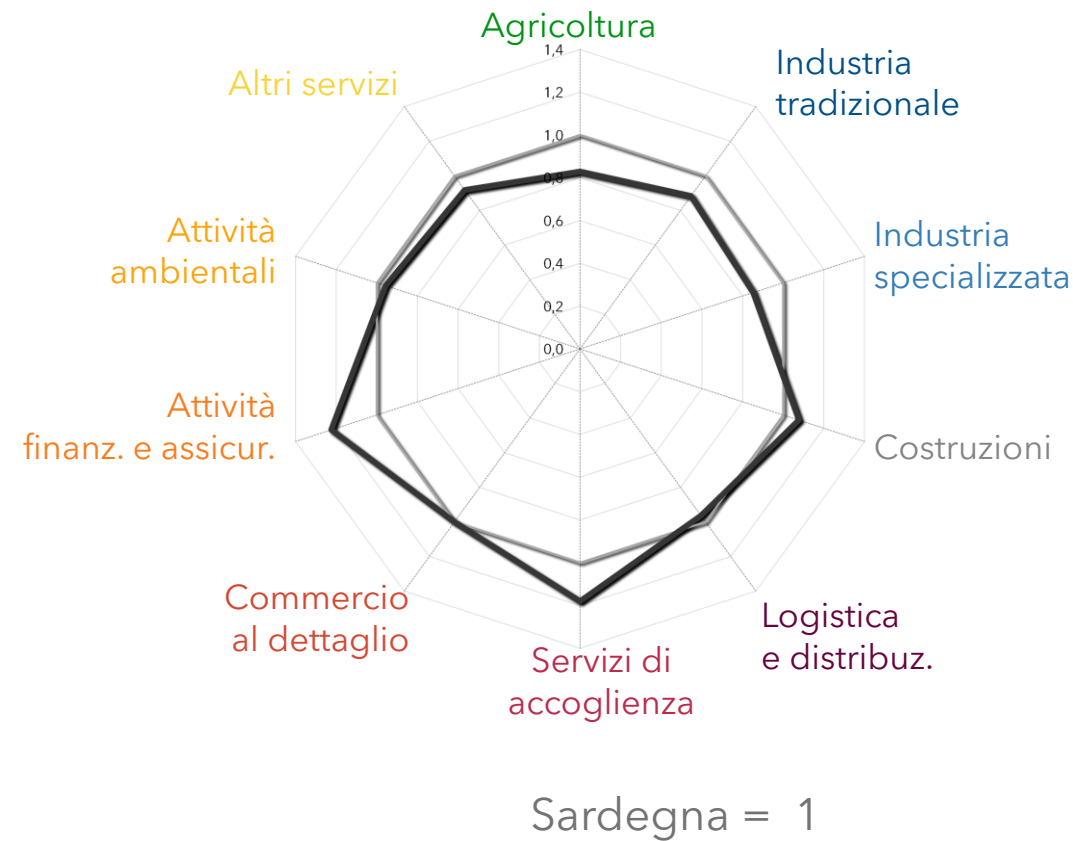 Agricoltura
1,4
1,2
1,0
0,8
0,6
0,4
0,2
0,0
Industria
tradizionale
Industria
specializzata
Costruzioni
Logistica
e distribuz.
Servizi di
accoglienza
Commercio
al dettaglio
Attività
finanz. e assicur.
Attività
ambientali
Altri servizi
Sardegna = 1